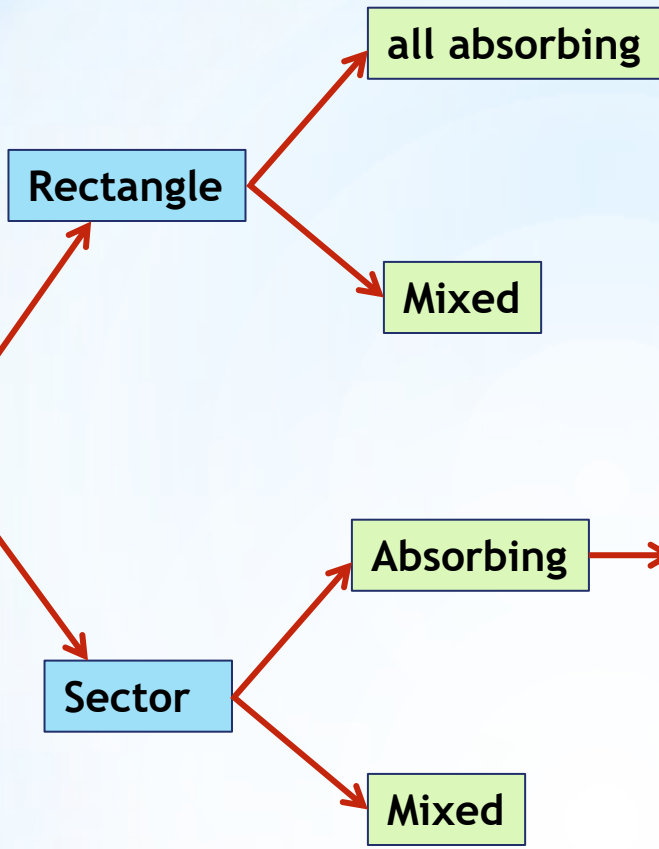 all absorbing
Rectangle
Mixed
Absorbing
Sector
Mixed